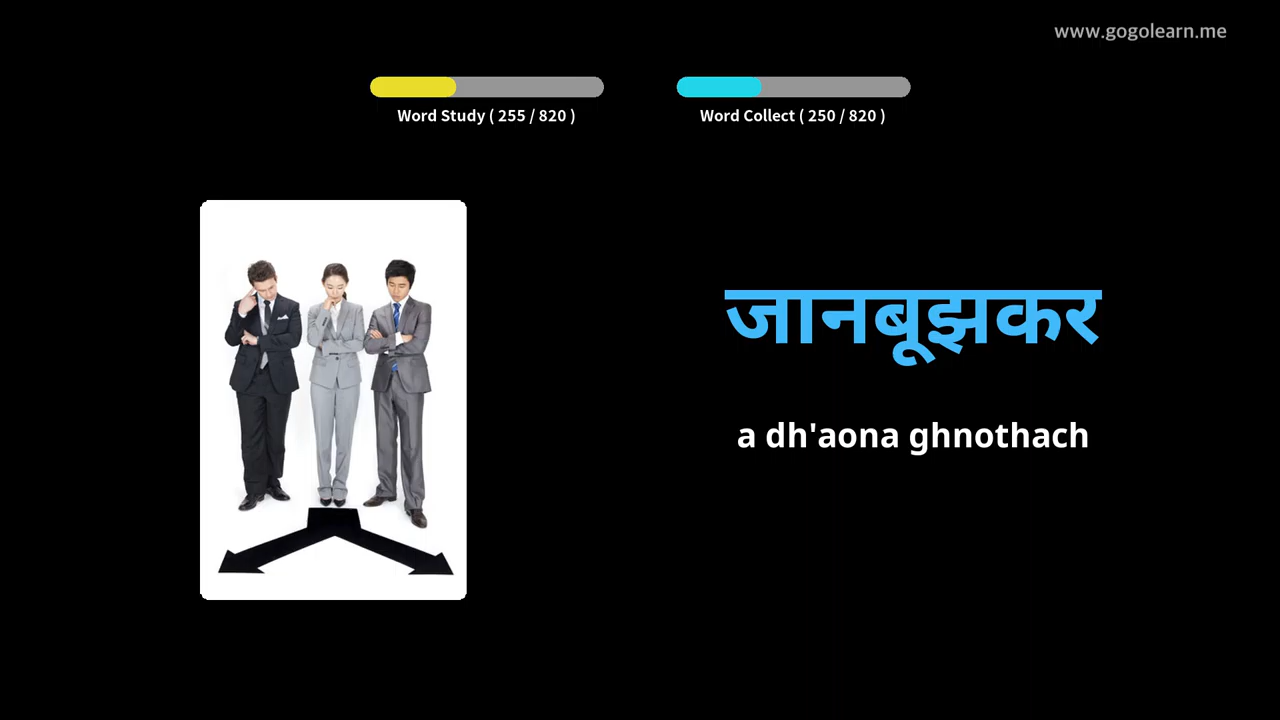 www.gogolearn.me
Word Study ( 255 / 820 )
Word Collect ( 250 / 820 )
जानबूझकर
a dh'aona ghnothach